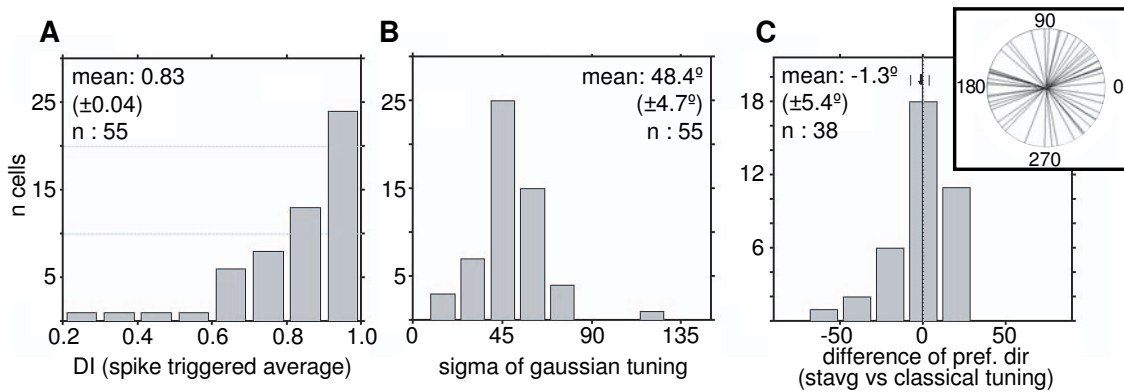 A
mean: 0.83
(±0.04)
n : 55
n cells
25
15
5
0.2
0.4
0.6
0.8
1.0
DI (spike triggered average)
B
mean: 48.4º
(±4.7º)
n : 55
25
15
5
0
45
90
135
sigma of gaussian tuning
C
mean: -1.3º
(±5.4º)
n : 38
18
12
6
-50
0
50
difference of pref. dir
(stavg vs classical tuning)
90
180
0
270